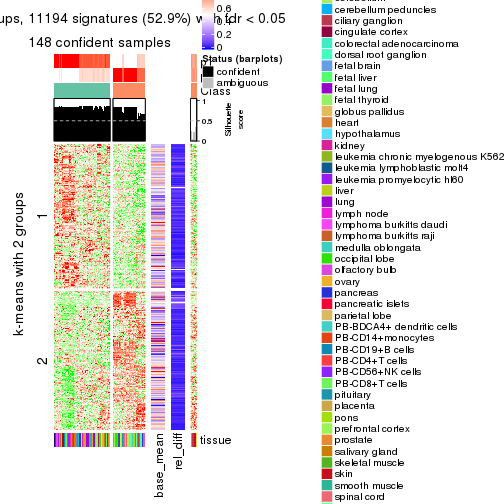 ups, 11194 signatures (52.9%) w fdr < 0.05
148 confident samples
0.6
0
Status (barplots)
confident
ambiguous
Class
1
0.5
0
Silhouette
score
k-means with 2 groups
1
2
base_mean
rel_diff
tissue
cerebellum peduncles
ciliary ganglion
cingulate cortex
colorectal adenocarcinoma
dorsal root ganglion
fetal brain
fetal liver
fetal lung
fetal thyroid
globus pallidus
heart
hypothalamus
kidney
leukemia chronic myelogenous K562
leukemia lymphoblastic molt4
leukemia promyelocytic hl60
liver
lung
lymph node
lymphoma burkitts daudi
lymphoma burkitts raji
medulla oblongata
occipital lobe
olfactory bulb
ovary
pancreas
pancreatic islets
parietal lobe
PB-BDCA4+ dendritic cells
PB-CD14+monocytes
PB-CD19+B cells
PB-CD4+T cells
PB-CD56+NK cells
PB-CD8+T cells
pituitary
placenta
pons
prefrontal cortex
prostate
salivary gland
skeletal muscle
skin
smooth muscle
spinal cord